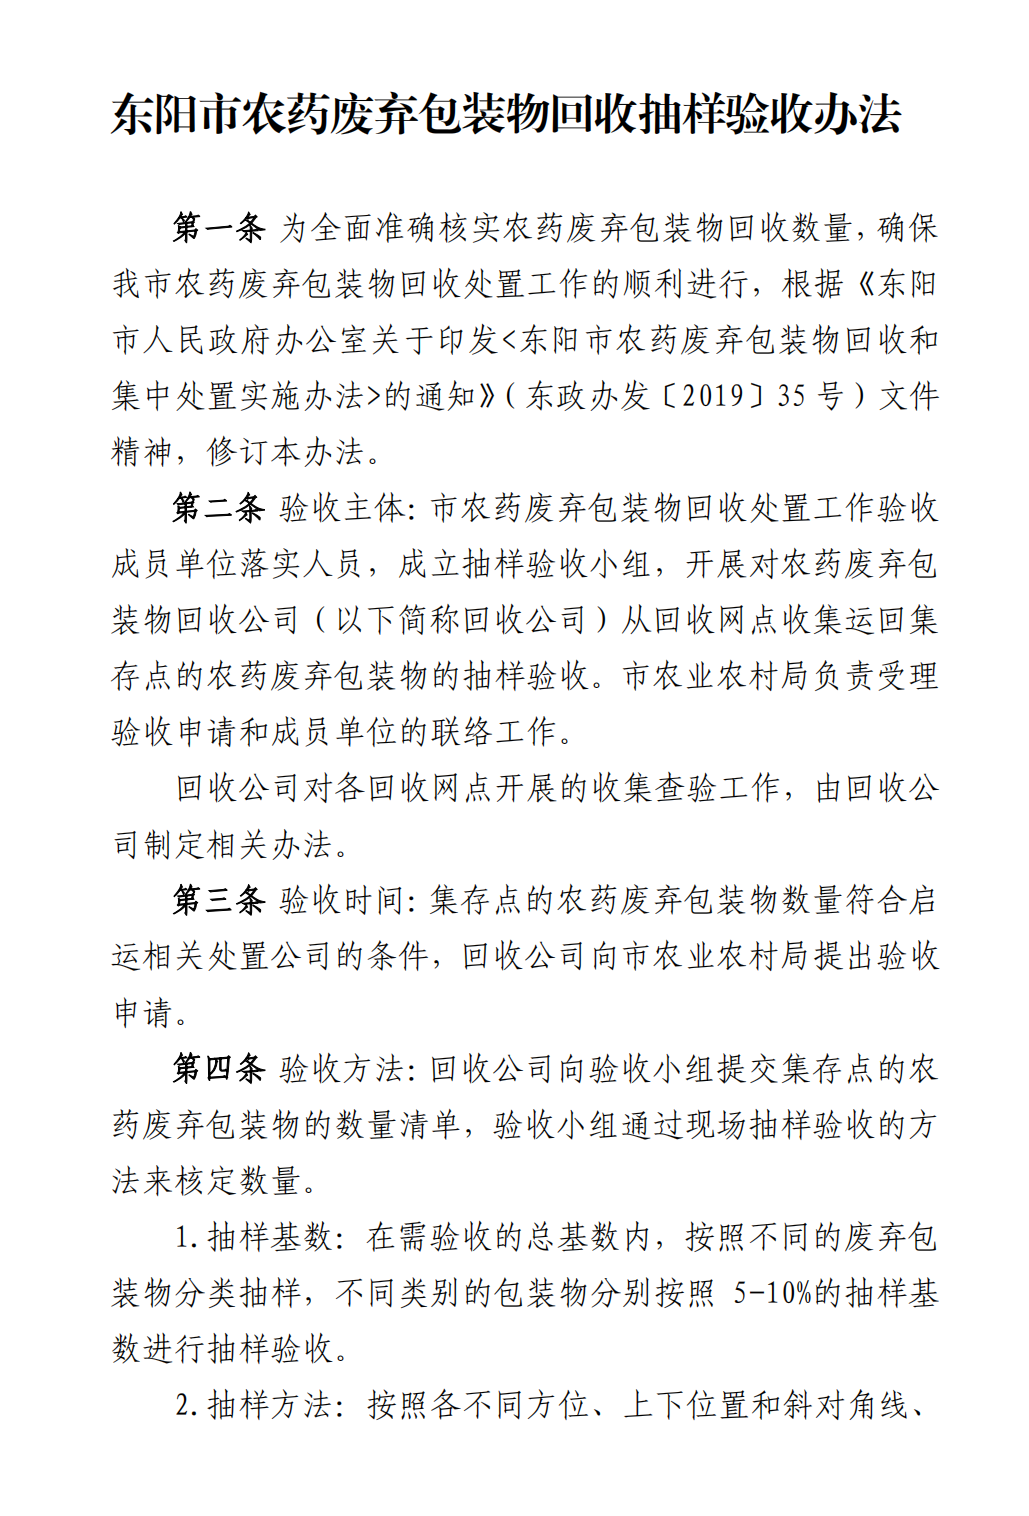 东阳市农药废弃包装物回收抽样验收办法
第一条 为全面准确核实农药废弃包装物回收数量，确保
我市农药废弃包装物回收处置工作的顺利进行，根据《东阳
市人民政府办公室关于印发<东阳市农药废弃包装物回收和
集中处置实施办法>的通知》（东政办发〔2019〕35 号）文件
精神，修订本办法。
第二条 验收主体：市农药废弃包装物回收处置工作验收
成员单位落实人员，成立抽样验收小组，开展对农药废弃包
装物回收公司（以下简称回收公司）从回收网点收集运回集
存点的农药废弃包装物的抽样验收。市农业农村局负责受理
验收申请和成员单位的联络工作。
回收公司对各回收网点开展的收集查验工作，由回收公
司制定相关办法。
第三条 验收时间：集存点的农药废弃包装物数量符合启
运相关处置公司的条件，回收公司向市农业农村局提出验收
申请。
第四条 验收方法：回收公司向验收小组提交集存点的农
药废弃包装物的数量清单，验收小组通过现场抽样验收的方
法来核定数量。
1.抽样基数：在需验收的总基数内，按照不同的废弃包
装物分类抽样，不同类别的包装物分别按照 5-10%的抽样基
数进行抽样验收。
2.抽样方法：按照各不同方位、上下位置和斜对角线、